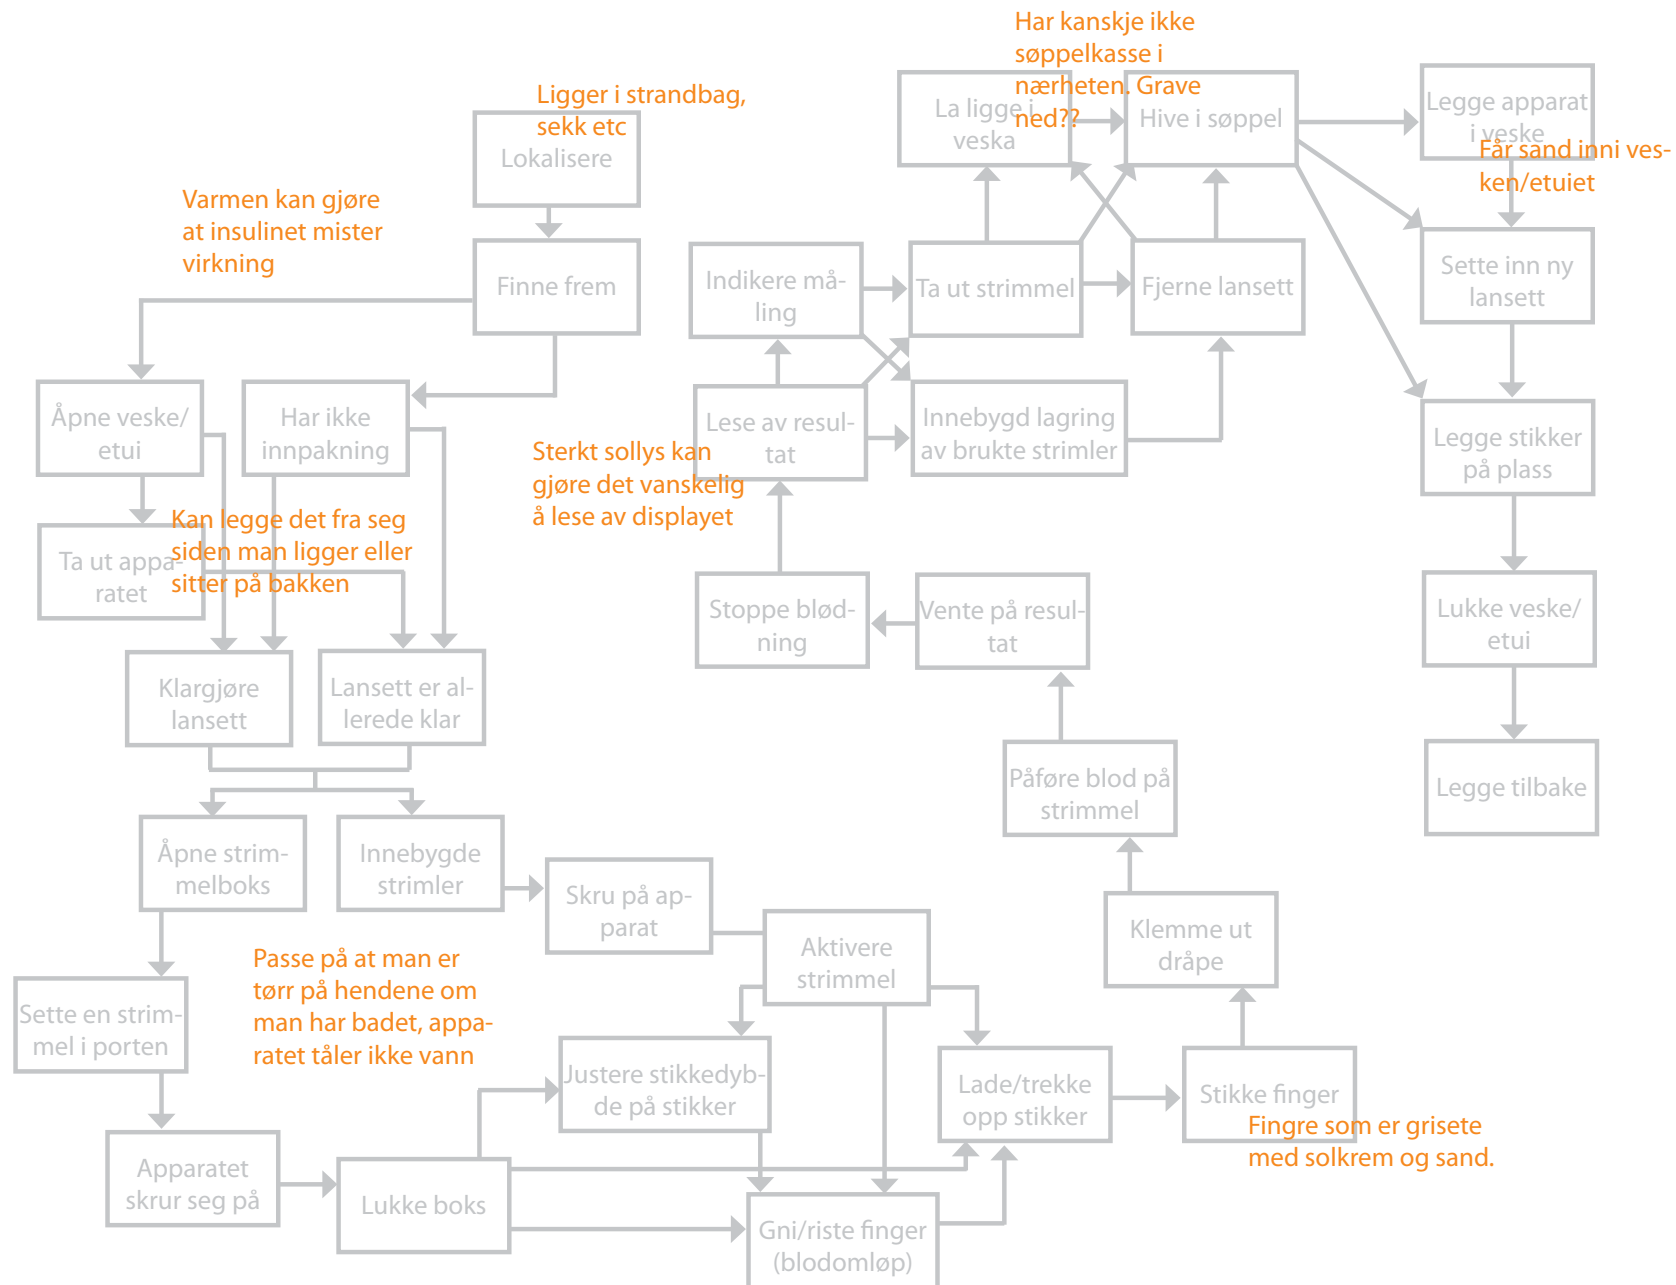 Har kanskje ikke
søppelkasse i
nærheten. Grave
ned??
Ligger i strandbag,
sekk etc
Lokalisere
La ligge i
veska
Hive i søppel
Legge apparat
i veske
Får sand inni ves-
ken/etuiet
Varmen kan gjøre
at insulinet mister
virkning
Finne frem
Indikere må-
ling
Ta ut strimmel
Fjerne lansett
Sette inn ny
lansett
Åpne veske/
etui
Har ikke
innpakning
Lese av resul-
tat
Innebygd lagring
av brukte strimler
Legge stikker
på plass
Sterkt sollys kan
gjøre det vanskelig
å lese av displayet
Kan legge det fra seg
siden man ligger eller
sitter på bakken
Ta ut appa-
ratet
Stoppe blød-
ning
Vente på resul-
tat
Lukke veske/
etui
Klargjøre
lansett
Lansett er al-
lerede klar
Påføre blod på
strimmel
Legge tilbake
Åpne strim-
melboks
Innebygde
strimler
Skru på ap-
parat
Aktivere
strimmel
Klemme ut
dråpe
Passe på at man er
tørr på hendene om
man har badet, appa-
ratet tåler ikke vann
Sette en strim-
mel i porten
Justere stikkedyb-
de på stikker
Lade/trekke
opp stikker
Stikke finger
Fingre som er grisete
med solkrem og sand.
Apparatet
skrur seg på
Lukke boks
Gni/riste finger
(blodomløp)